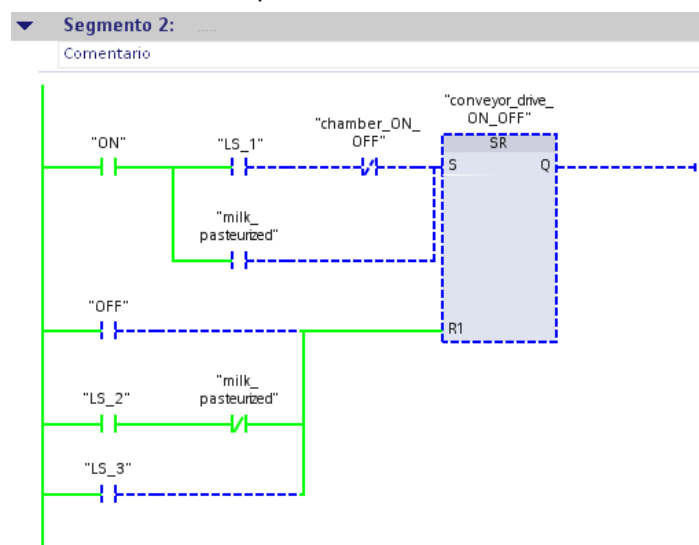 Segmento 2: .....
Comentario
"conveyor_drive_
ON_OFF"
"chamber_ON_
OFF"
"ON"
"LS_1"
SR
S
Q
"milk_
pasteurized"
"OFF"
R1
"milk_
pasteurized"
"LS_2"
"LS_3"